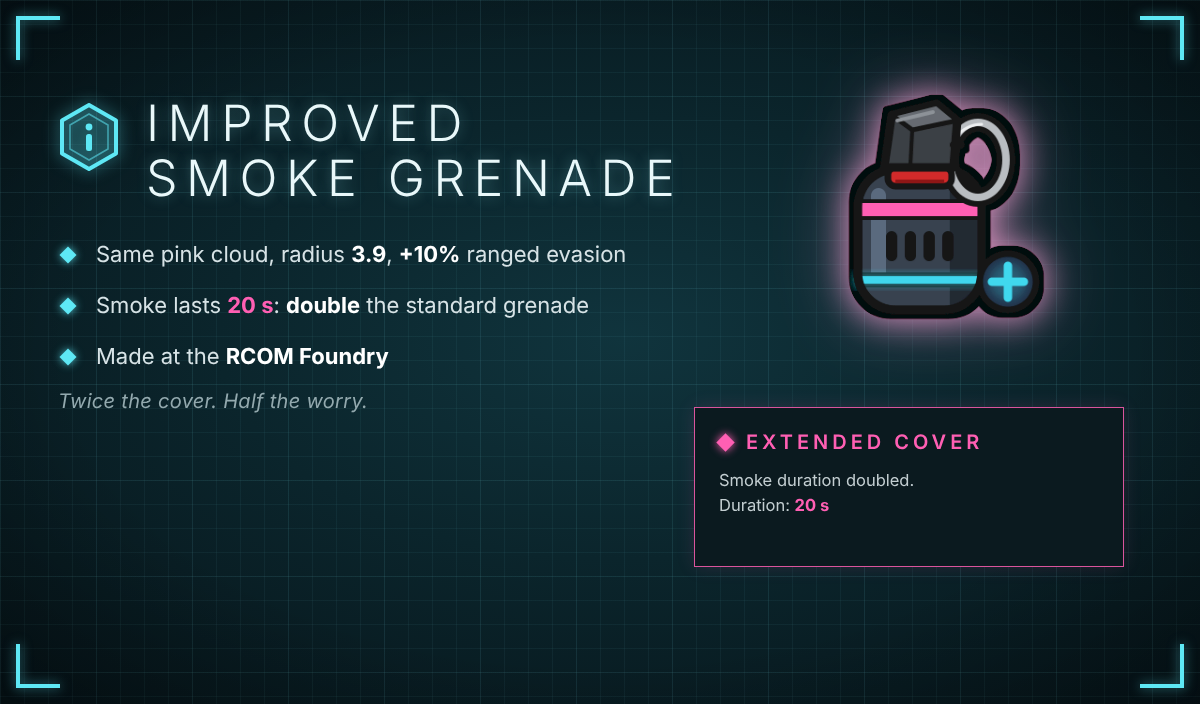 IMPROVED
SMOKE GRENADE
Same pink cloud, radius 3.9, +10% ranged evasion
Smoke lasts 20 s: double the standard grenade
Made at the RCOM Foundry
Twice the cover. Half the worry.
EXTENDED COVER
Smoke duration doubled.
Duration: 20 s